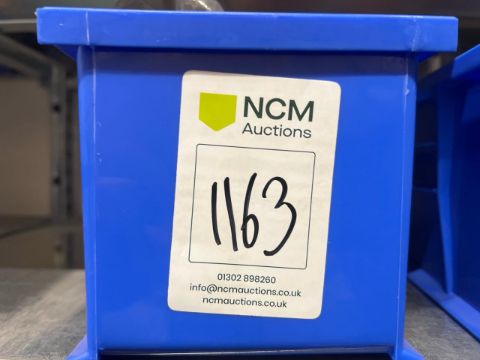 NCM
Auctions
1163
01302 898260
info@ncmauctions.co.uk
ncmauctions.co.uk